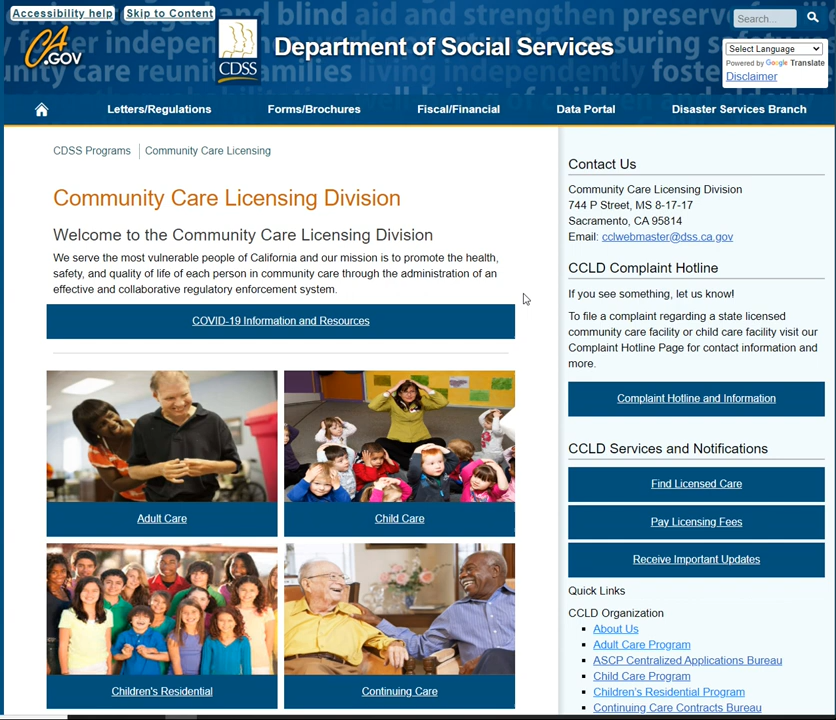 Accessibility help
Skip to Content
Search...
CA
.GOV
CDSS
Department of Social Services
Select Language
Powered by Google Translate
Disclaimer
Letters/Regulations
Forms/Brochures
Fiscal/Financial
Data Portal
Disaster Services Branch
CDSS Programs
Community Care Licensing
Community Care Licensing Division
Welcome to the Community Care Licensing Division
We serve the most vulnerable people of California and our mission is to promote the health,
safety, and quality of life of each person in community care through the administration of an
effective and collaborative regulatory enforcement system.
COVID-19 Information and Resources
Adult Care
Child Care
Children's Residential
Continuing Care
Contact Us
Community Care Licensing Division
744 P Street, MS 8-17-17
Sacramento, CA 95814
Email: cclwebmaster@dss.ca.gov
CCLD Complaint Hotline
If you see something, let us know!
To file a complaint regarding a state licensed
community care facility or child care facility visit our
Complaint Hotline Page for contact information and
more.
Complaint Hotline and Information
CCLD Services and Notifications
Find Licensed Care
Pay Licensing Fees
Receive Important Updates
Quick Links
CCLD Organization
About Us
Adult Care Program
ASCP Centralized Applications Bureau
Child Care Program
Children's Residential Program
Continuing Care Contracts Bureau